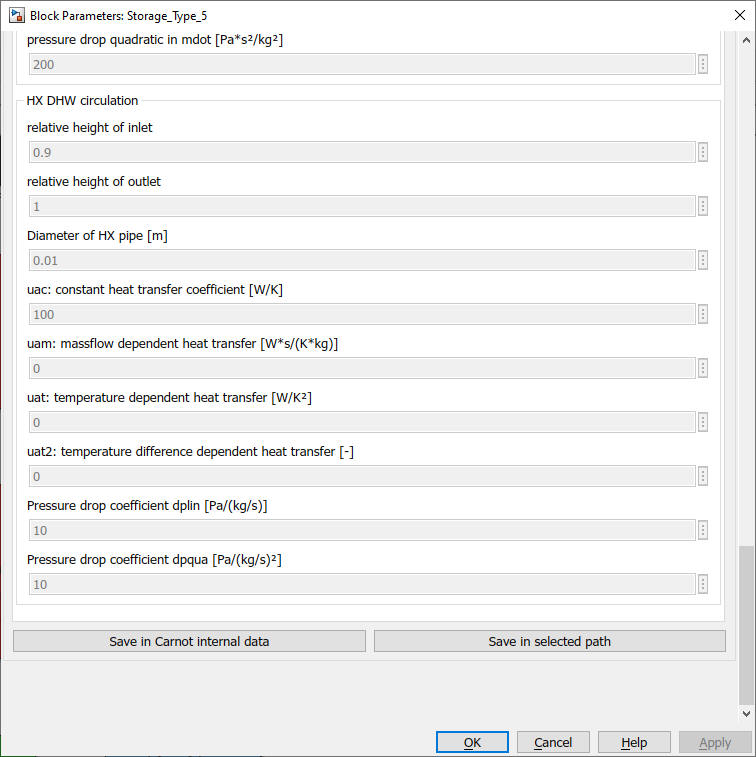 Block Parameters: Storage_Type_5
pressure drop quadratic in mdot [Pa*s²/kg²]
200
HX DHW circulation
relative height of inlet
0.9
relative height of outlet
1
Diameter of HX pipe [m]
0.01
uac: constant heat transfer coefficient [W/K]
100
uam: massflow dependent heat transfer [W*s/(K*kg)]
0
uat: temperature dependent heat transfer [W/K²]
0
uat2: temperature difference dependent heat transfer [-]
0
Pressure drop coefficient dplin [Pa/(kg/s)]
10
Pressure drop coefficient dpqua [Pa/(kg/s)²]
10
Save in Carnot internal data
Save in selected path
OK
Cancel
Help
Apply